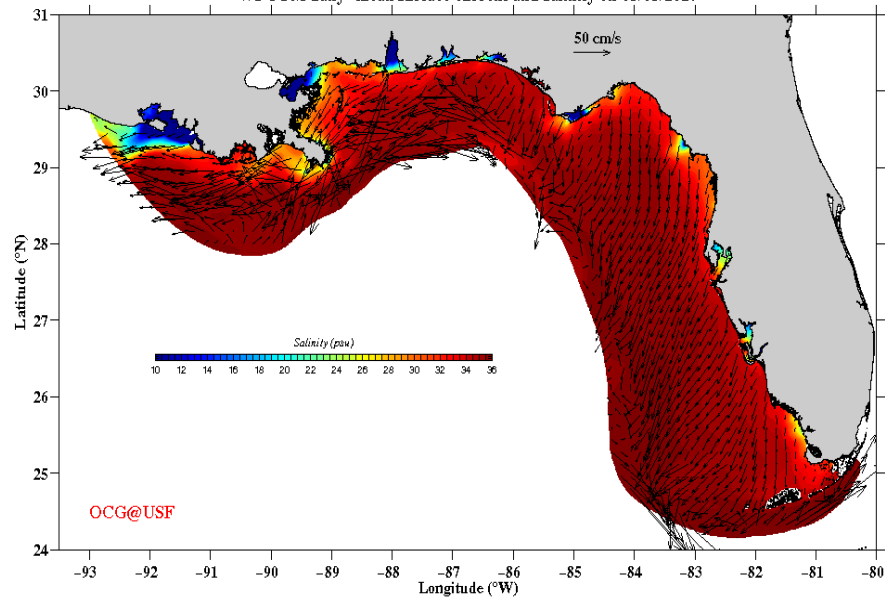 31
30
29
28
27
26
25
24
Latitude (°N)
50 cm/s
Salinity (psu)
10 12 14 16 18 20 22 24 26 28 30 32 34 36
OCG@USF
−93 −92 −91 −90 −89 −88 −87 −86 −85 −84 −83 −82 −81 −80
Longitude (°W)